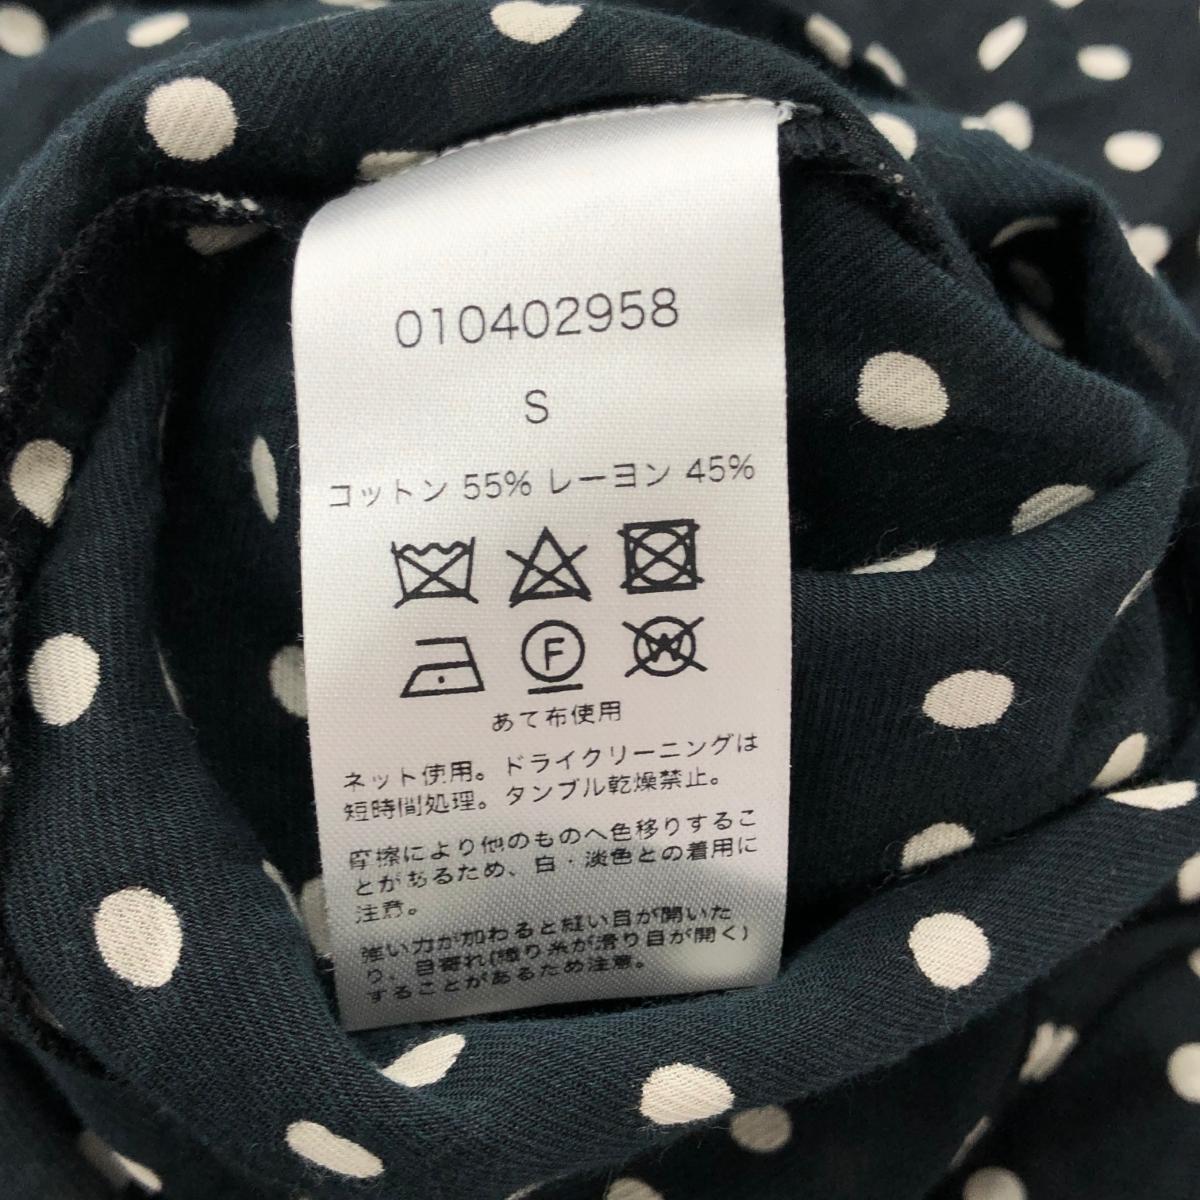 010402958
S
コットン 55% レーヨン 45%
F
W
あて布使用
ネット使用。ドライクリーニングは
短時間処理。タンブル乾燥禁止。
摩擦により他のものへ色移りするこ
とがあるため、白・淡色との着用に
注意。
強い力が加わると縫い目が開いた
り、目寄れ(縫り糸が滑り目が開く)
することがあるため注意。